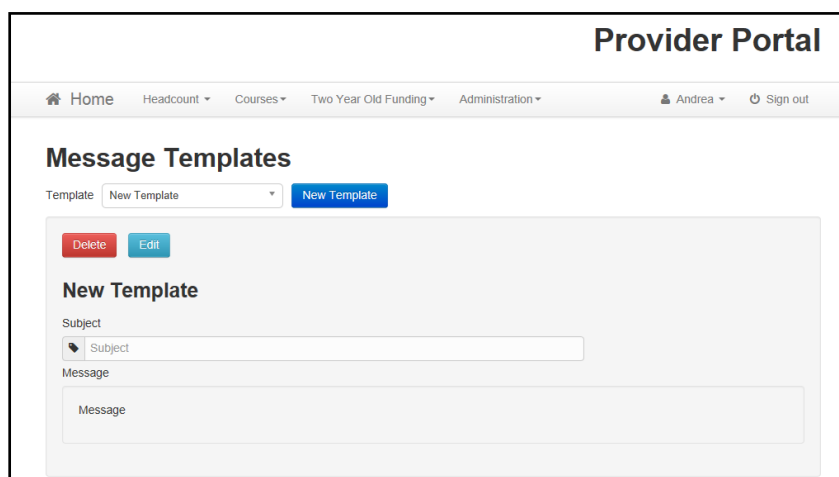 Provider Portal
Home Headcount Courses Two Year Old Funding Administration Andrea Sign out
Message Templates
Template New Template New Template
Delete Edit
New Template
Subject
Subject
Message
Message